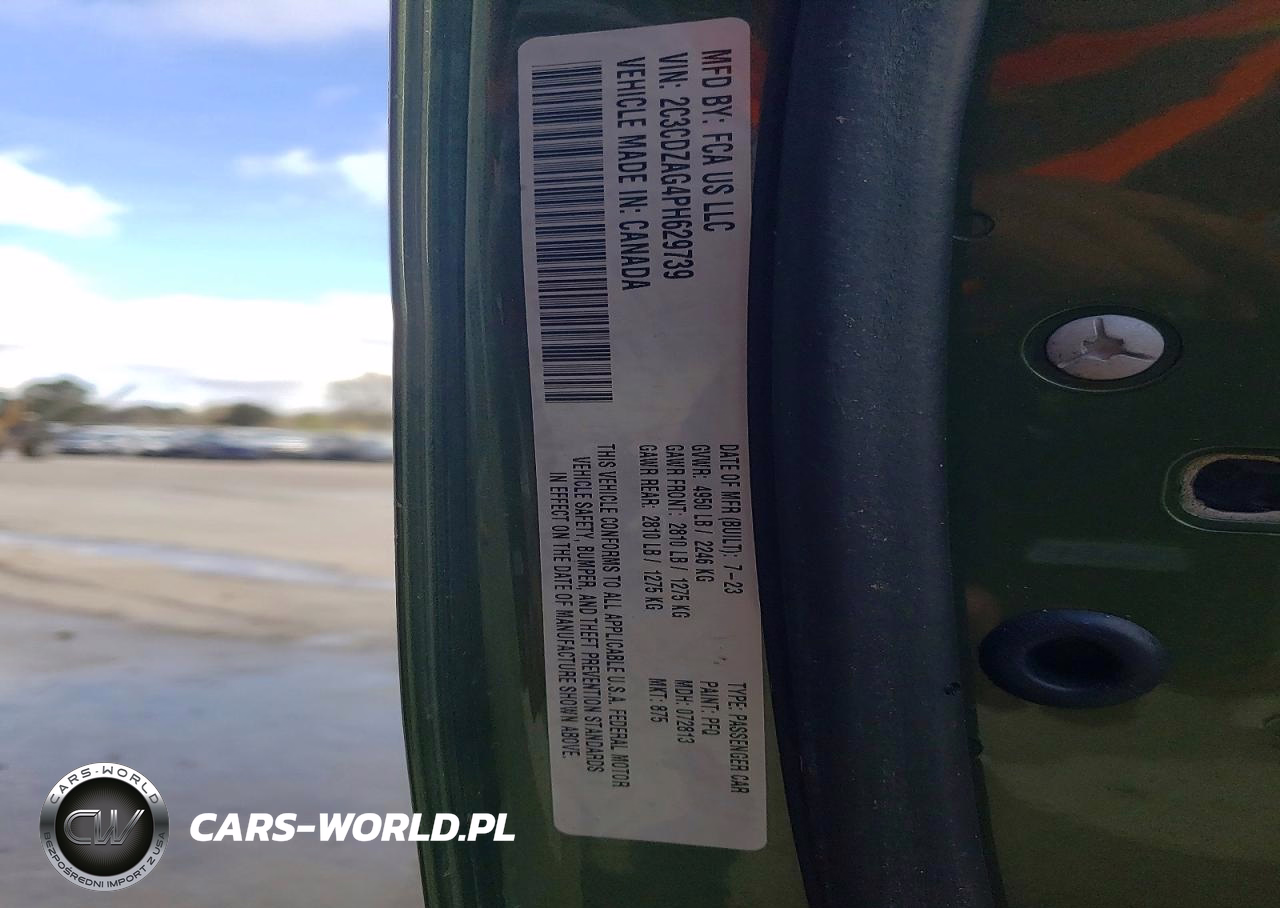 MFD BY: FCA US LLC
VIN: 2C3CDZAG4PH629739
VEHICLE MADE IN: CANADA
DATE OF MFR (BUILD): 7-23
GVWR: 4950 LB / 2246 KG
GAWR FRONT: 2810 LB / 1275 KG
GAWR REAR: 2810 LB / 1275 KG
TYPE: PASSENGER CAR
PAINT: PFQ
MDH: 072813
MKT: 875
THIS VEHICLE CONFORMS TO ALL APPLICABLE U.S.A. FEDERAL MOTOR
VEHICLE SAFETY, BUMPER, AND THEFT PREVENTION STANDARDS
IN EFFECT ON THE DATE OF MANUFACTURE SHOWN ABOVE.
CARS-WORLD
CW
BEZPOŚREDNI IMPORT Z USA
CARS-WORLD.PL